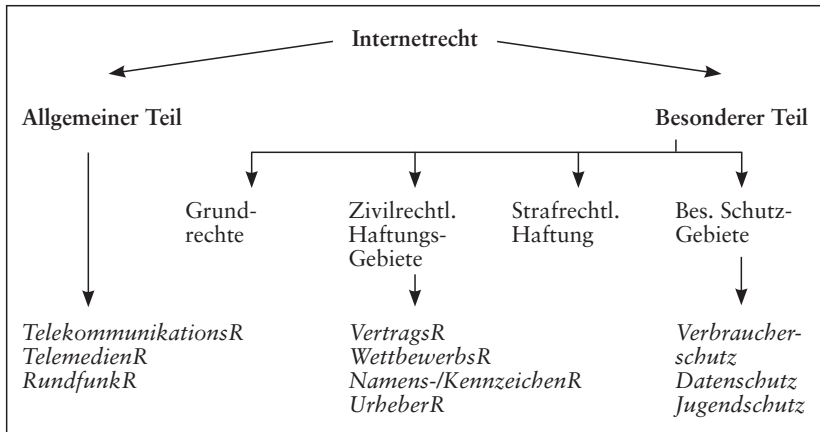 Internetrecht
Allgemeiner Teil
Besonderer Teil
Grund-
rechte
Zivilrechtl.
Haftungs-
Gebiete
Strafrechtl.
Haftung
Bes. Schutz-
Gebiete
TelekommunikationsR
TelemedienR
RundfunkR
VertragsR
WettbewerbsR
Namens-/KennzeichenR
UrheberR
Verbraucher-
schutz
Datenschutz
Jugendschutz